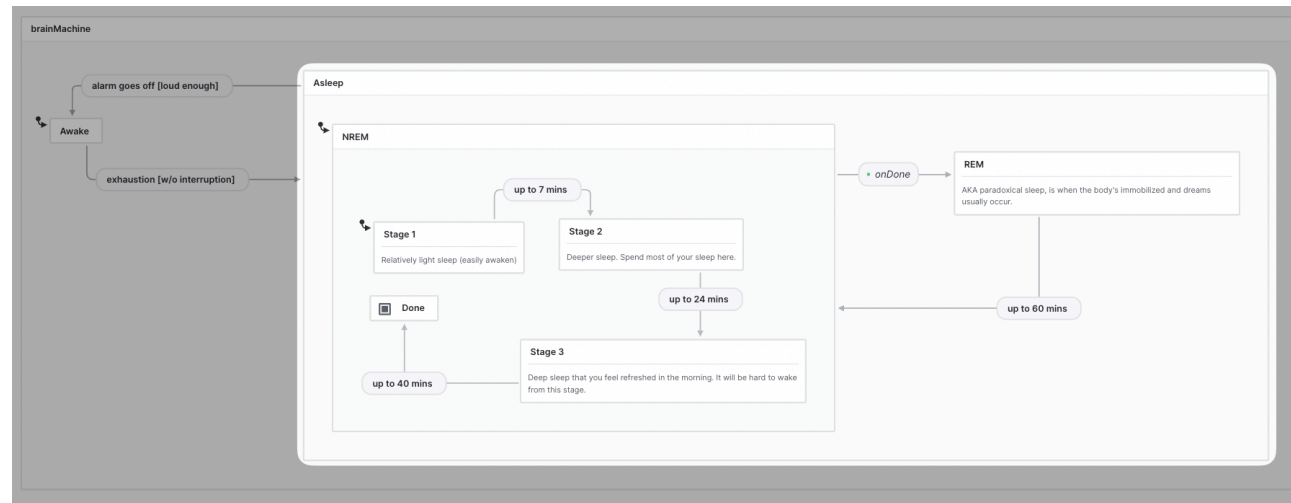 brainMachine
alarm goes off [loud enough]
Awake
exhaustion [w/o interruption]
Asleep
NREM
up to 7 mins
Stage 1
Relatively light sleep (easily awaken)
Stage 2
Deeper sleep. Spend most of your sleep here.
up to 24 mins
Done
Stage 3
Deep sleep that you feel refreshed in the morning. It will be hard to wake
from this stage.
up to 40 mins
onDone
REM
AKA paradoxical sleep, is when the body's immobilized and dreams
usually occur.
up to 60 mins